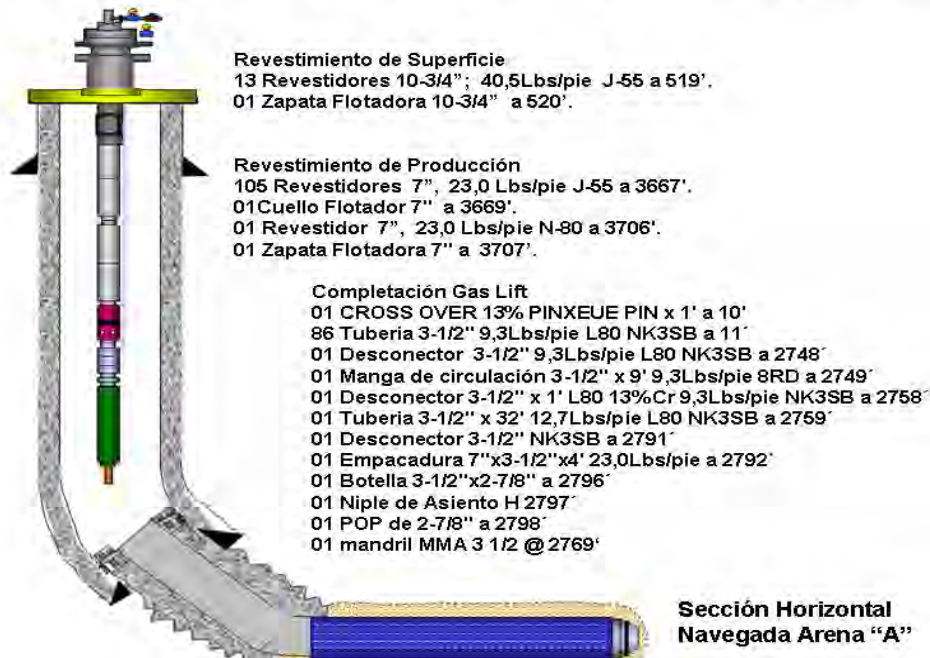 Revestimiento de Superficie
13 Revestidores 10-3/4”; 40,5Lbs/pie J-55 a 519’.
01 Zapata Flotadora 10-3/4” a 520’.
Revestimiento de Producción
105 Revestidores 7”, 23,0 Lbs/pie J-55 a 3667'.
01Cuello Flotador 7" a 3669'.
01 Revestidor 7”, 23,0 Lbs/pie N-80 a 3706’.
01 Zapata Flotadora 7" a 3707’.
Completación Gas Lift
01 CROSS OVER 13% PINXEUE PIN x 1' a 10'
86 Tuberia 3-1/2" 9,3Lbs/pie L80 NK3SB a 11´
01 Desconector 3-1/2" 9,3Lbs/pie L80 NK3SB a 2748´
01 Manga de circulación 3-1/2" x 9' 9,3Lbs/pie 8RD a 2749´
01 Desconector 3-1/2" x 1' L80 13%Cr 9,3Lbs/pie NK3SB a 2758´
01 Tuberia 3-1/2" x 32' 12,7Lbs/pie L80 NK3SB a 2759´
01 Desconector 3-1/2" NK3SB a 2791´
01 Empacadura 7"x3-1/2"x4' 23,0Lbs/pie a 2792´
01 Botella 3-1/2"x2-7/8" a 2796´
01 Niple de Asiento H 2797´
01 POP de 2-7/8" a 2798´
01 mandril MMA 3 1/2 @ 2769‘
Sección Horizontal
Navegada Arena “A”